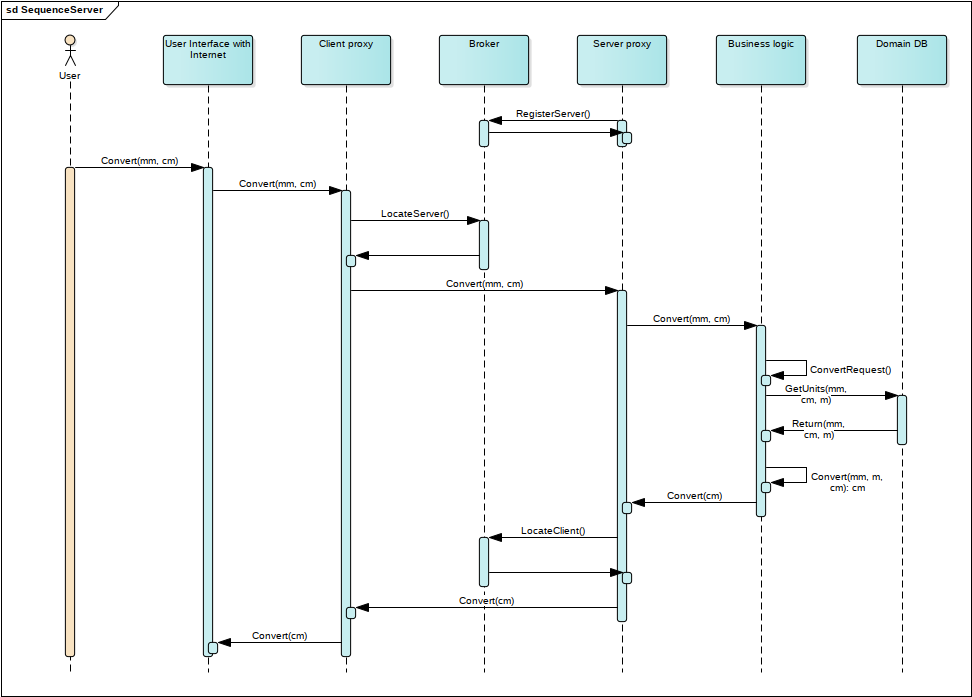 sd SequenceServer
User
User Interface with
Internet
Client proxy
Broker
Server proxy
Business logic
Domain DB
RegisterServer()
Convert(mm, cm)
Convert(mm, cm)
LocateServer()
Convert(mm, cm)
Convert(mm, cm)
ConvertRequest()
GetUnits(mm,
cm, m)
Return(mm,
cm, m)
Convert(mm, m,
cm): cm
Convert(cm)
LocateClient()
Convert(cm)
Convert(cm)